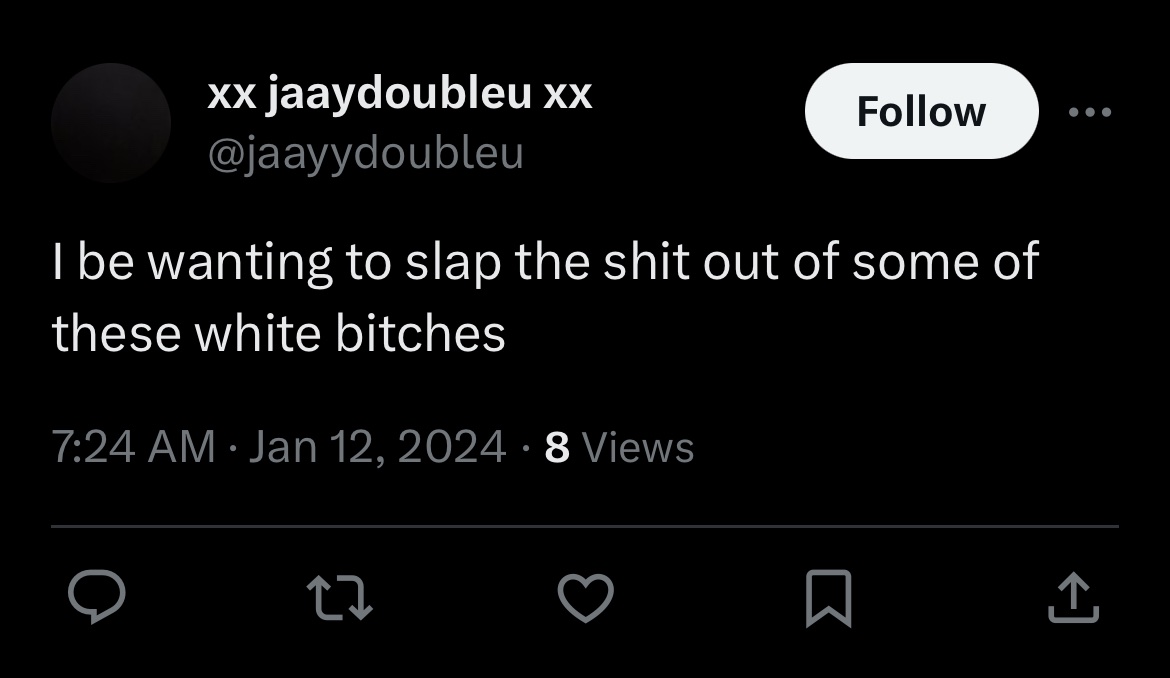 xx jaaydoubleu xx
Follow
@jaayydoubleu
I be wanting to slap the shit out of some of
these white bitches
7:24 AM · Jan 12, 2024 · 8 Views